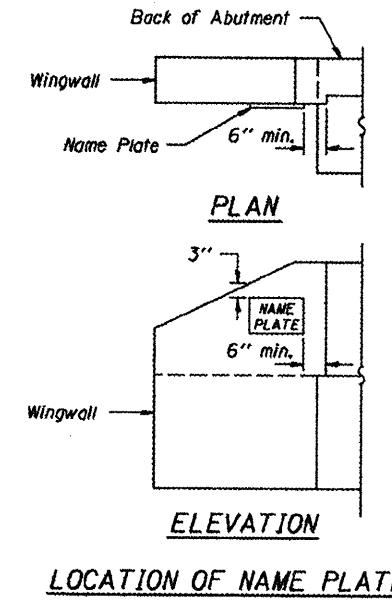 Back of Abutment
Wingwall
Name Plate
6" min.
PLAN
3"
NAME
PLATE
6" min.
Wingwall
ELEVATION
LOCATION OF NAME PLAT